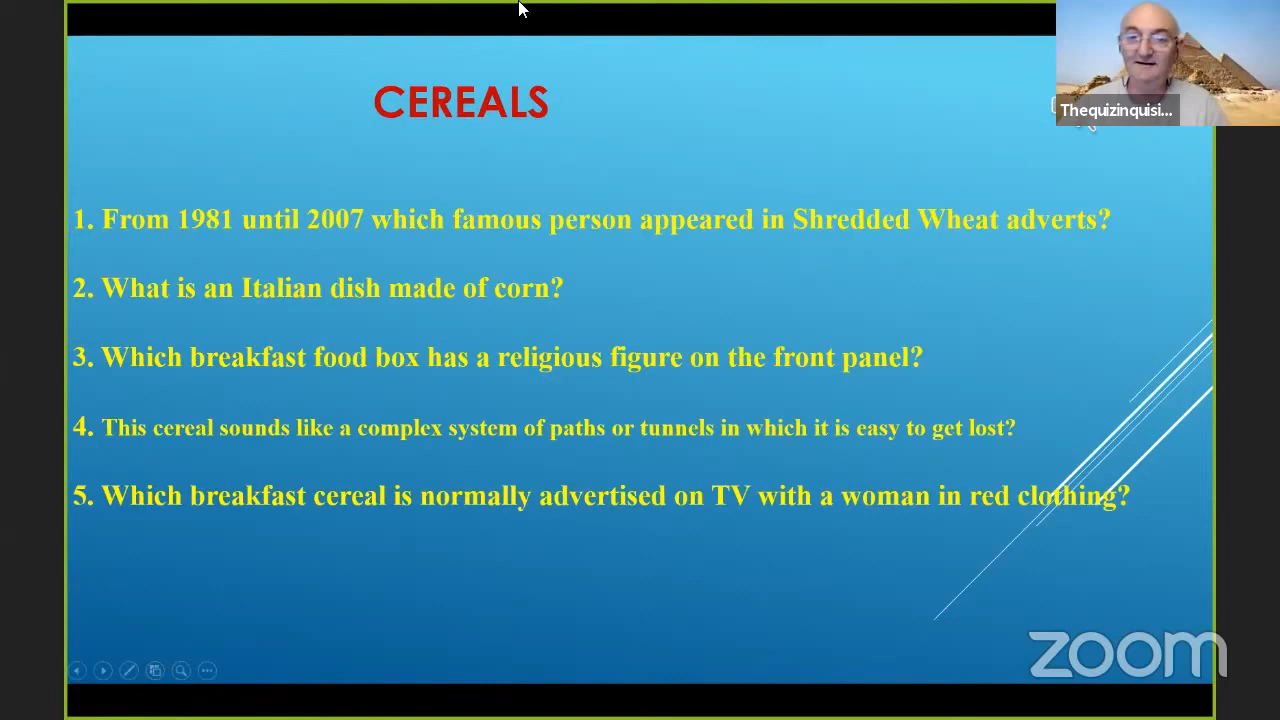 CEREALS
Thequizinquisi...
1. From 1981 until 2007 which famous person appeared in Shredded Wheat adverts?
2. What is an Italian dish made of corn?
3. Which breakfast food box has a religious figure on the front panel?
4. This cereal sounds like a complex system of paths or tunnels in which it is easy to get lost?
5. Which breakfast cereal is normally advertised on TV with a woman in red clothing?
zoom